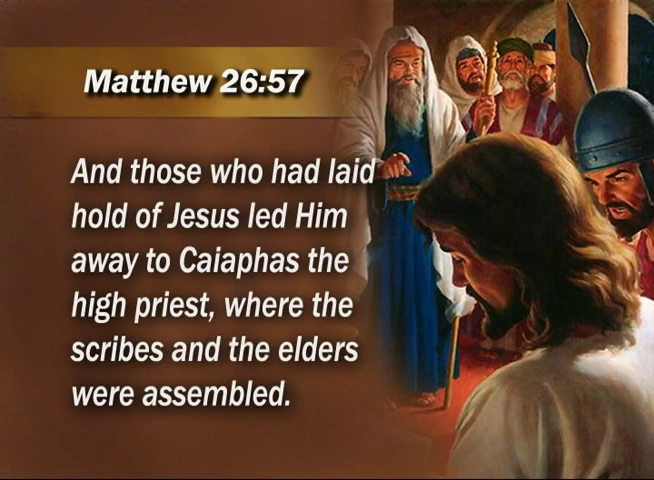 Matthew 26:57
And those who had laid
hold of Jesus led Him
away to Caiaphas the
high priest, where the
scribes and the elders
were assembled.